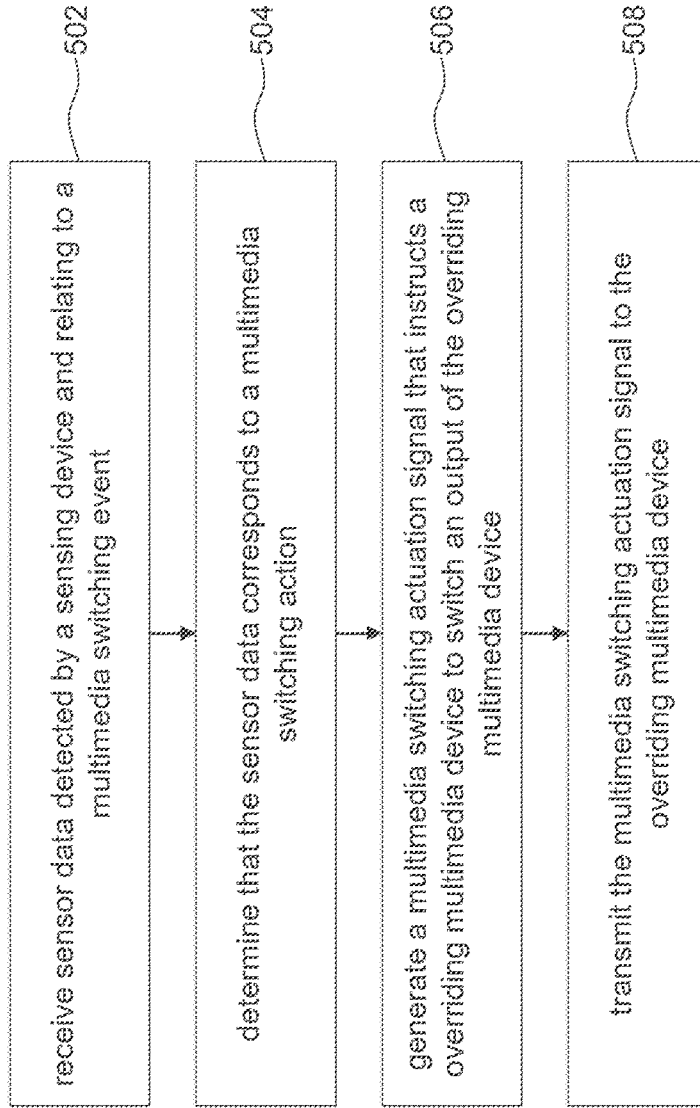 receive sensor data detected by a sensing device and relating to a
multimedia switching event
502
determine that the sensor data corresponds to a multimedia
switching action
504
generate a multimedia switching actuation signal that instructs a
overriding multimedia device to switch an output of the overriding
multimedia device
506
transmit the multimedia switching actuation signal to the
overriding multimedia device
508